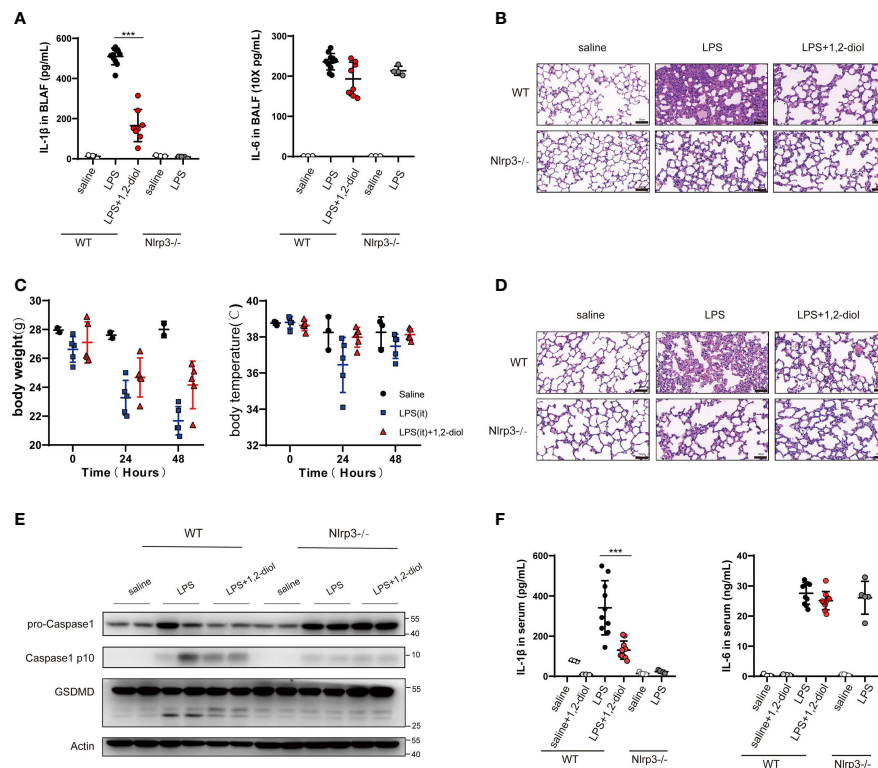 A
IL-1β in BLAF (pg/mL)
600
400
200
0
***
saline
LPS
LPS+1,2-diol
saline
LPS
WT
Nlrp3-/-
IL-6 in BALF (10X pg/mL)
300
200
100
0
saline
LPS
LPS+1,2-diol
saline
LPS
WT
Nlrp3-/-
B
saline
LPS
LPS+1,2-diol
WT
Nlrp3-/-
C
body weight(g)
30
28
26
24
22
20
0
24
48
Time( Hours)
body temperature(℃)
40
38
36
34
32
0
24
48
Time( Hours)
Saline
LPS(it)
LPS(it)+1,2-diol
D
saline
LPS
LPS+1,2-diol
WT
Nlrp3-/-
E
WT
Nlrp3-/-
saline
LPS
LPS+1,2-diol
saline
LPS
LPS+1,2-diol
pro-Caspase1
55
40
Caspase1 p10
10
GSDMD
55
25
Actin
55
40
F
IL-1β in serum (pg/mL)
600
400
200
0
***
saline
saline+1,2-diol
LPS
LPS+1,2-diol
saline
LPS
WT
Nlrp3-/-
IL-6 in serum (ng/mL)
40
30
20
10
0
saline
saline+1,2-diol
LPS
LPS+1,2-diol
saline
LPS
WT
Nlrp3-/-